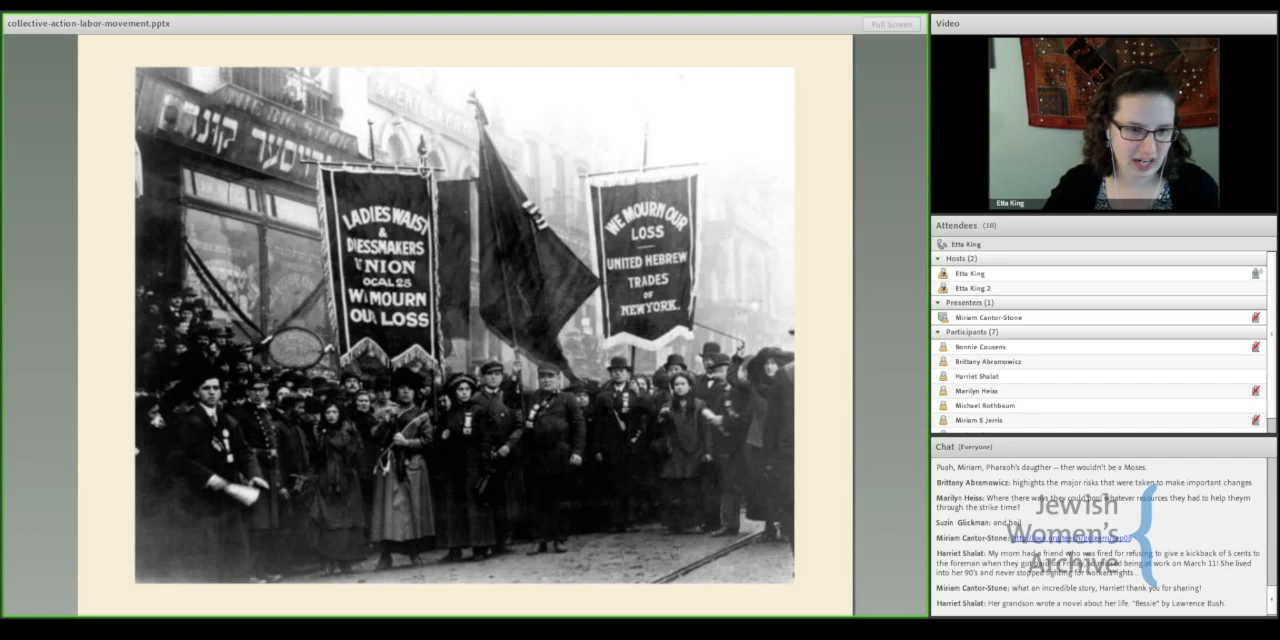 collective-action-labor-movement.pptx
Full Screen
LADIES WAIST
&
DRESSMAKERS
UNION
LOCAL 25
WE MOURN
OUR LOSS
WE MOURN OUR
LOSS
UNITED HEBREW
TRADES
OF
NEW YORK.
Video
Etta King
Attendees (10)
Etta King
Hosts (2)
Etta King
Etta King 2
Presenters (1)
Miriam Cantor-Stone
Participants (7)
Bonnie Cousens
Brittany Abramowicz
Harriet Shalat
Marilyn Heiss
Michael Rothbaum
Miriam S Jerris
Chat (Everyone)
Puah, Miriam, Pharaoh's daugther -- ther wouldn't be a Moses.
Brittany Abramowicz: highights the major risks that were taken to make important changes
Marilyn Heiss: Where there ways they could pool whatever resources they had to help theym
through the strike time?
Suzin Glickman: and bail
Miriam Cantor-Stone:
Harriet Shalat: My mom had a friend who was fired for refusing to give a kickback of 5 cents to
the foreman when they got paid on Friday, so missed being at work on March 11! She lived
into her 90's and never stopped fighting for workers rights...
Miriam Cantor-Stone: what an incredible story, Harriet! thank you for sharing!
Harriet Shalat: Her grandson wrote a novel about her life. "Bessie" by Lawrence Bush.
Jewish
Women's
Archive